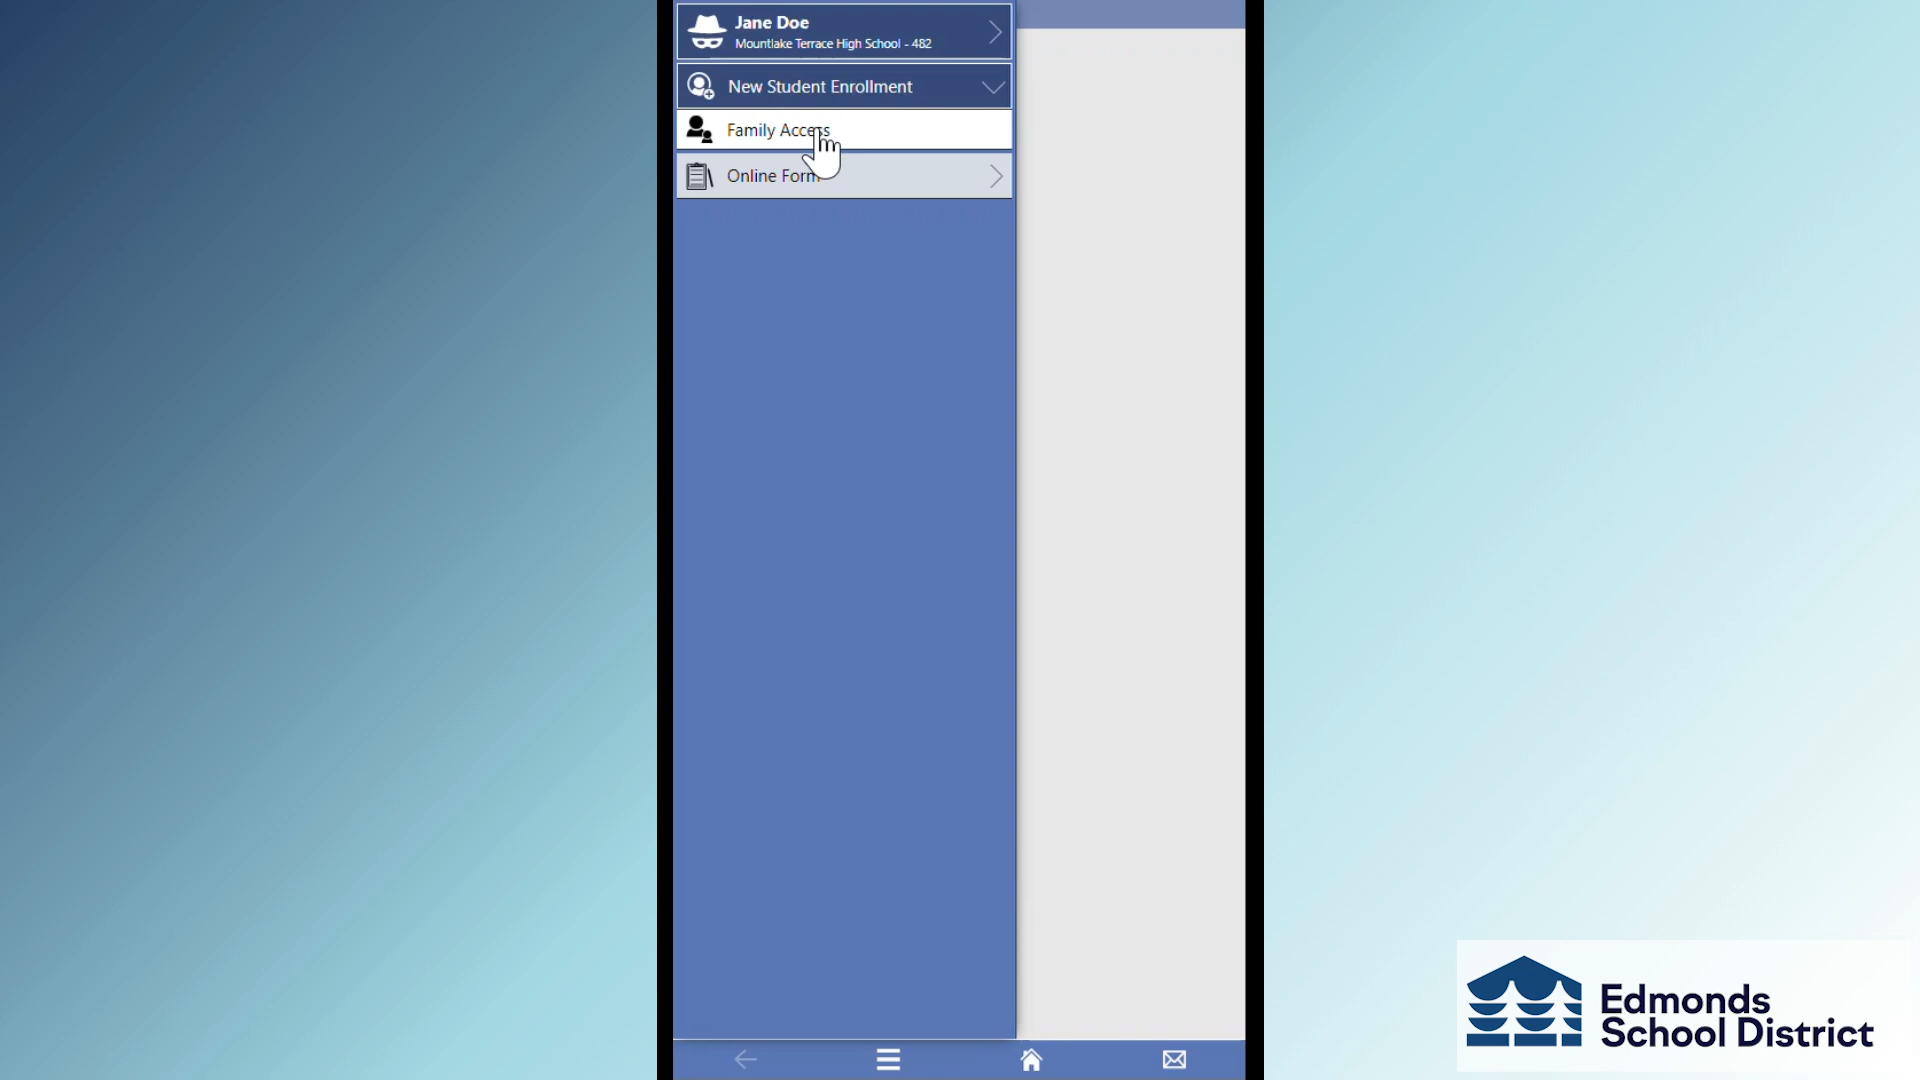 Jane Doe
Mountlake Terrace High School - 482
New Student Enrollment
Family Access
Online Form
Edmonds
School District